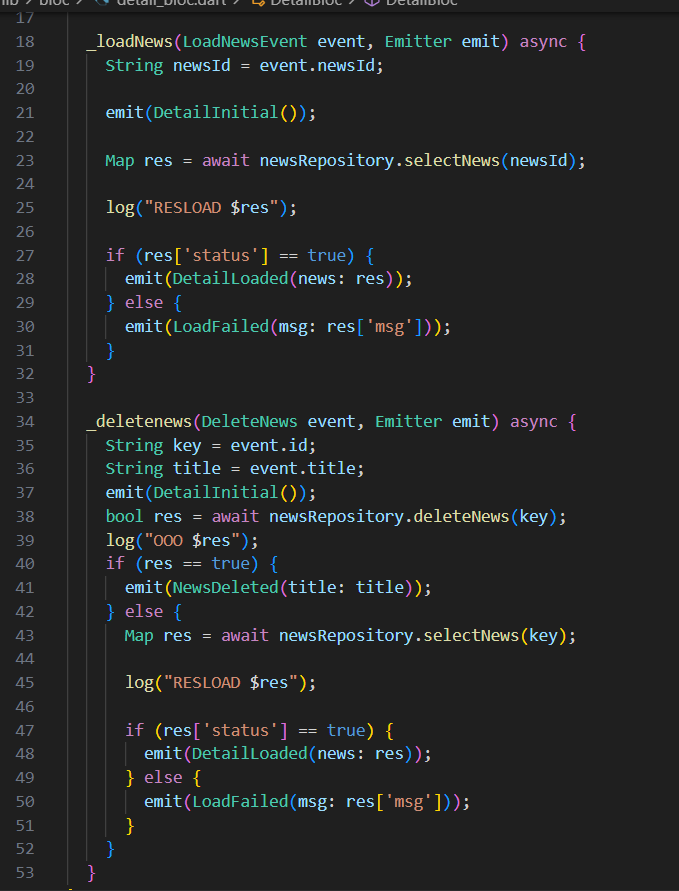 lib > bloc > detail_bloc.dart > DetailBloc > DetailBloc
17
18 _loadNews(LoadNewsEvent event, Emitter emit) async {
19 String newsId = event.newsId;
20
21 emit(DetailInitial());
22
23 Map res = await newsRepository.selectNews(newsId);
24
25 log("RESLOAD $res");
26
27 if (res['status'] == true) {
28 emit(DetailLoaded(news: res));
29 } else {
30 emit(LoadFailed(msg: res['msg']));
31 }
32 }
33
34 _deletenews(DeleteNews event, Emitter emit) async {
35 String key = event.id;
36 String title = event.title;
37 emit(DetailInitial());
38 bool res = await newsRepository.deleteNews(key);
39 log("OOO $res");
40 if (res == true) {
41 emit(NewsDeleted(title: title));
42 } else {
43 Map res = await newsRepository.selectNews(key);
44
45 log("RESLOAD $res");
46
47 if (res['status'] == true) {
48 emit(DetailLoaded(news: res));
49 } else {
50 emit(LoadFailed(msg: res['msg']));
51 }
52 }
53 }